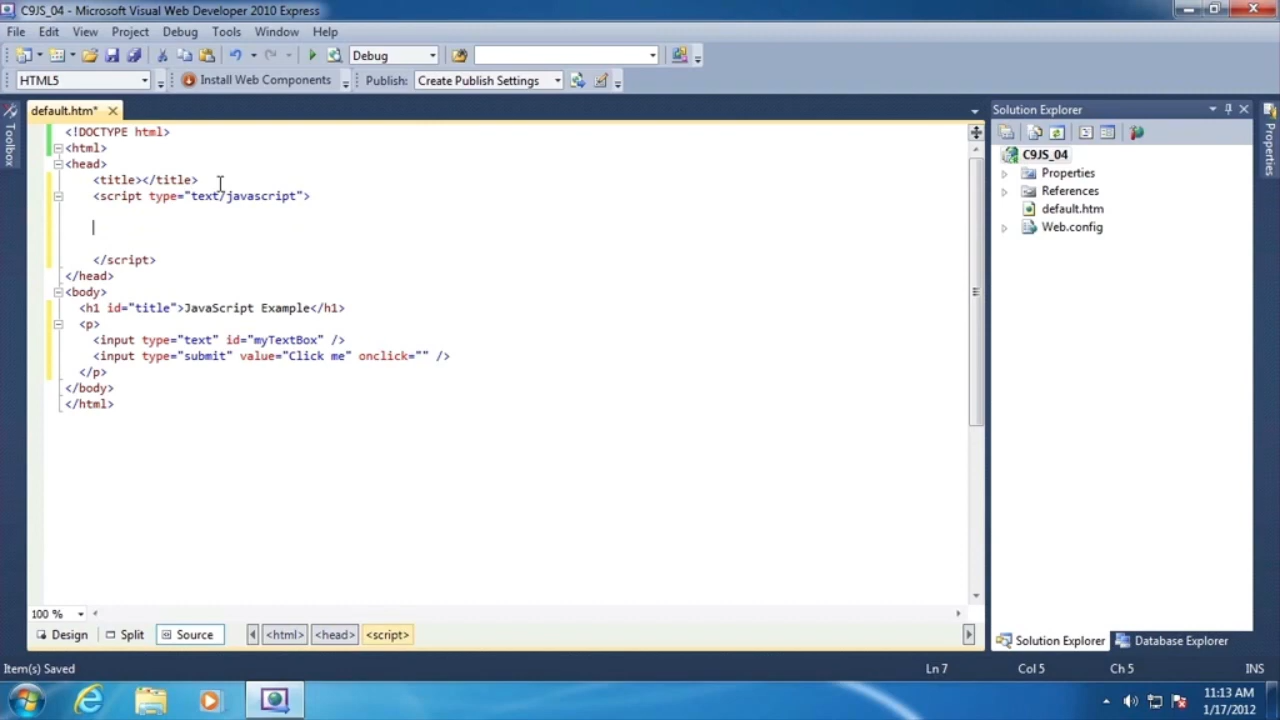 C9JS_04 - Microsoft Visual Web Developer 2010 Express
File Edit View Project Debug Tools Window Help
Debug
HTML5 Install Web Components Publish: Create Publish Settings
default.htm*
Toolbox
<!DOCTYPE html>
<html>
<head>
<title></title>
<script type="text/javascript">
</script>
</head>
<body>
<h1 id="title">JavaScript Example</h1>
<p>
<input type="text" id="myTextBox" />
<input type="submit" value="Click me" onclick="" />
</p>
</body>
</html>
100 %
Design Split Source <html> <head> <script>
Solution Explorer
C9JS_04
Properties
References
default.htm
Web.config
Solution Explorer Database Explorer
Properties
Item(s) Saved Ln 7 Col 5 Ch 5 INS
11:13 AM
1/17/2012